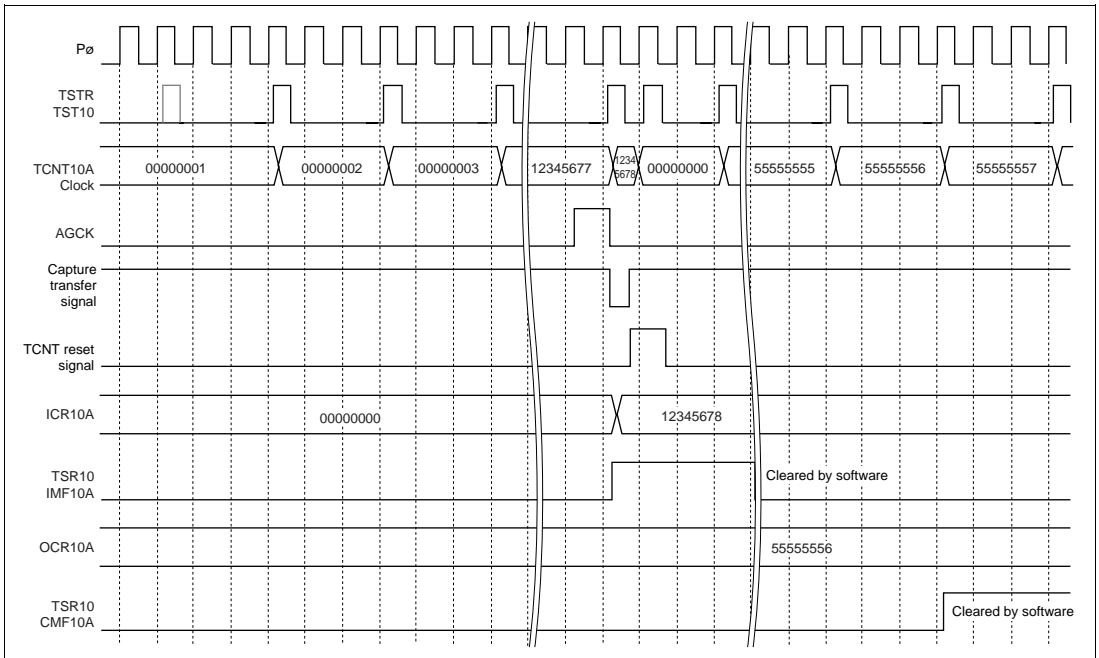 Pø
TSTR
TST10
TCNT10A
Clock
00000001
00000002
00000003
12345677
1234
5678
00000000
55555555
55555556
55555557
AGCK
Capture
transfer
signal
TCNT reset
signal
ICR10A
00000000
12345678
TSR10
IMF10A
Cleared by software
OCR10A
55555556
TSR10
CMF10A
Cleared by software